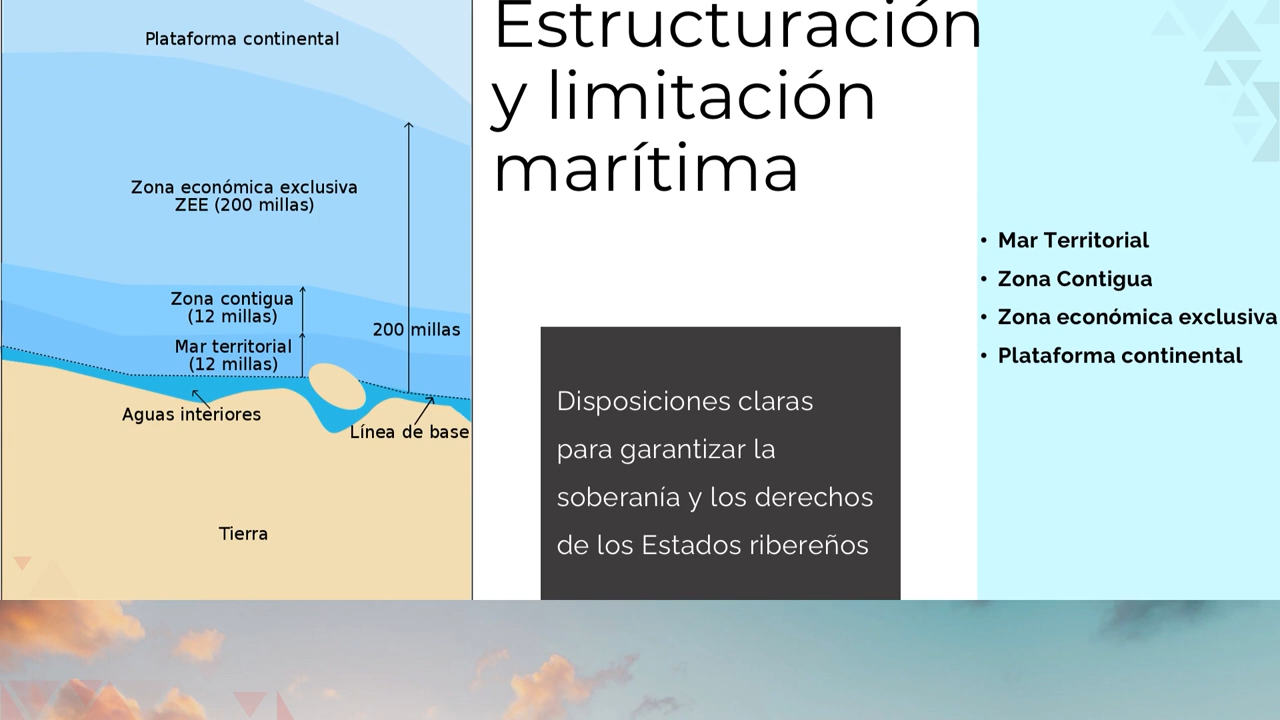 Plataforma continental
Zona económica exclusiva
ZEE (200 millas)
Zona contigua
(12 millas)
200 millas
Mar territorial
(12 millas)
Aguas interiores
Línea de base
Tierra
Estructuración
y limitación
marítima
Disposiciones claras
para garantizar la
soberanía y los derechos
de los Estados ribereños
• Mar Territorial
• Zona Contigua
• Zona económica exclusiva
• Plataforma continental